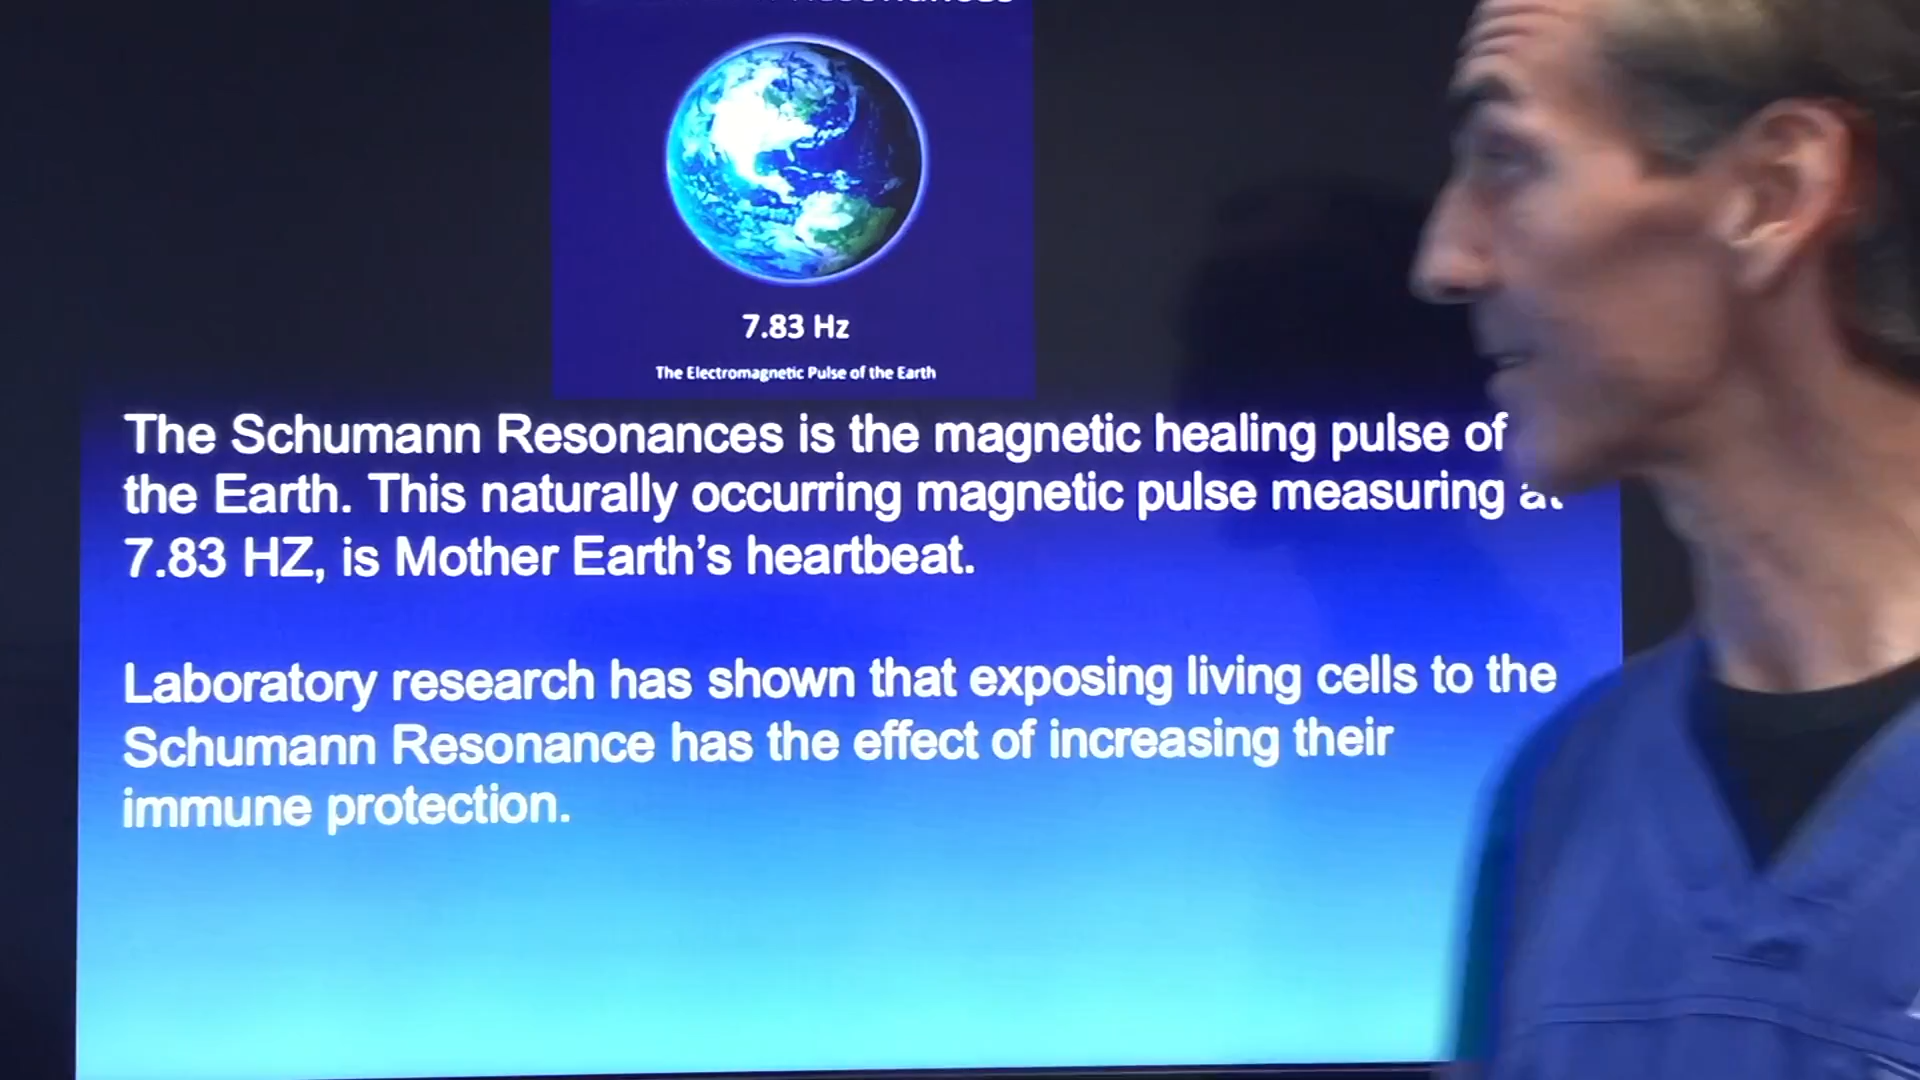 Resonances
7.83 Hz
The Electromagnetic Pulse of the Earth
The Schumann Resonances is the magnetic healing pulse of
the Earth. This naturally occurring magnetic pulse measuring at
7.83 HZ, is Mother Earth's heartbeat.
Laboratory research has shown that exposing living cells to the
Schumann Resonance has the effect of increasing their
immune protection.